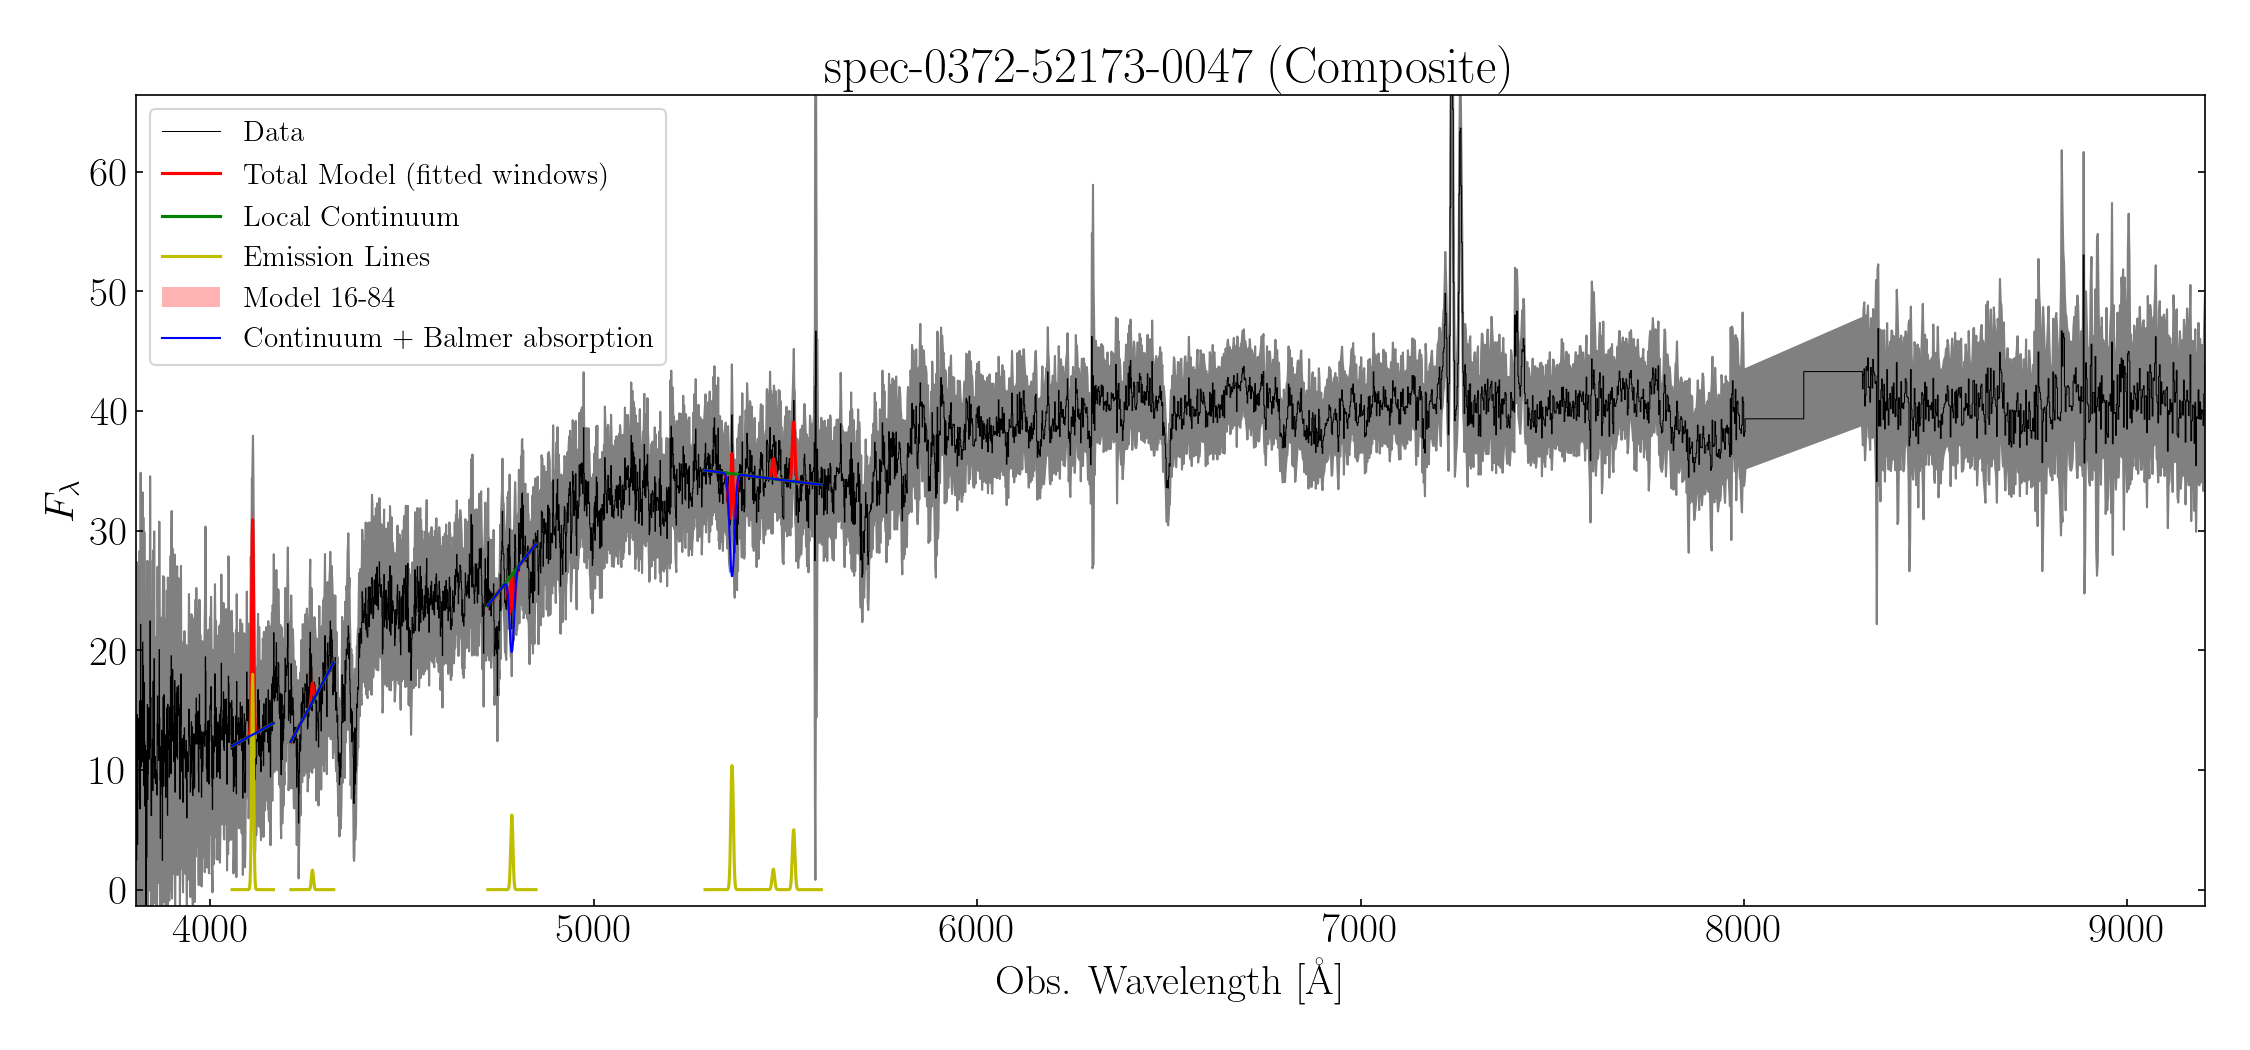 spec-0372-52173-0047 (Composite)
Data
Total Model (fitted windows)
Local Continuum
Emission Lines
Model 16-84
Continuum + Balmer absorption
60
50
40
30
20
10
0
F_λ
4000 5000 6000 7000 8000 9000
Obs. Wavelength [Å]